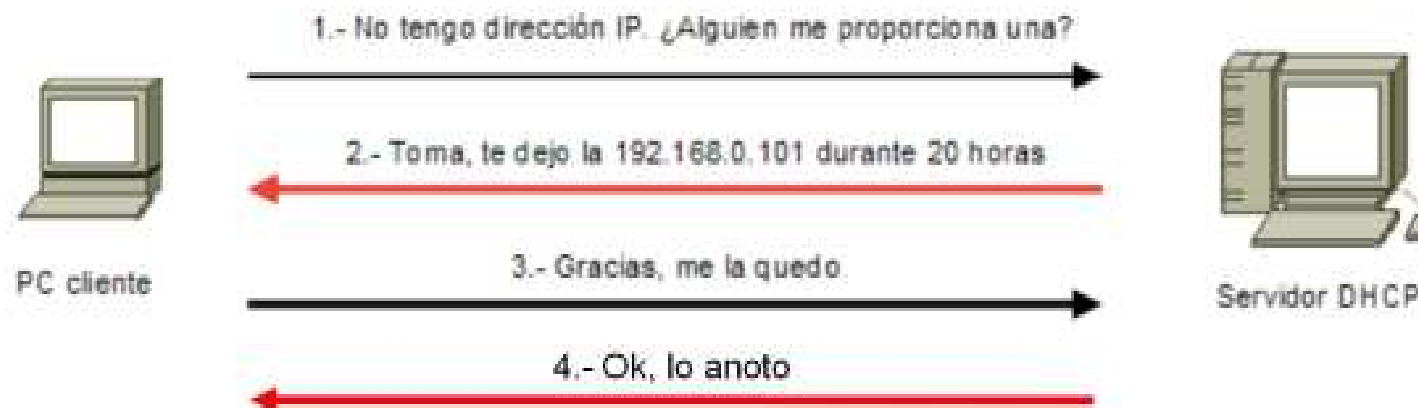 1.- No tengo dirección IP. ¿Alguien me proporciona una?
2.- Toma, te dejo la 192.168.0.101 durante 20 horas
3.- Gracias, me la quedo
PC cliente
Servidor DHCP
4.- Ok, lo anoto